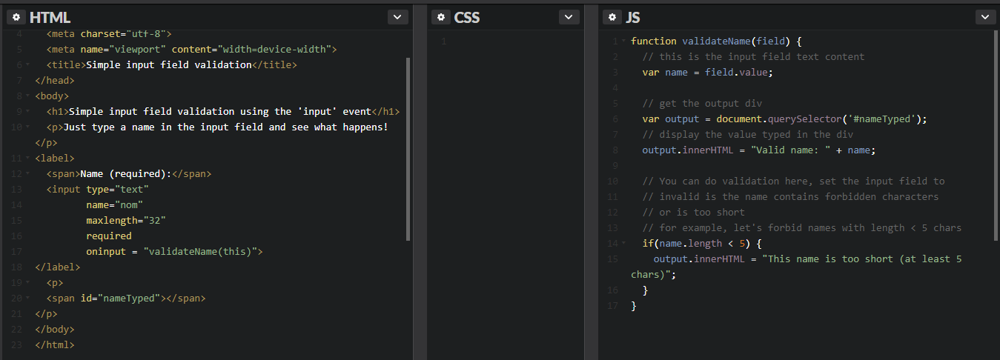 HTML
4 <meta charset="utf-8">
5 <meta name="viewport" content="width=device-width">
6 <title>Simple input field validation</title>
7 </head>
8 <body>
9 <h1>Simple input field validation using the 'input' event</h1>
10 <p>Just type a name in the input field and see what happens!
</p>
11 <label>
12 <span>Name (required):</span>
13 <input type="text"
14 name="nom"
15 maxlength="32"
16 required
17 oninput = "validateName(this)">
18 </label>
19 <p>
20 <span id="nameTyped"></span>
21 </p>
22 </body>
23 </html>
CSS
1
JS
1 function validateName(field) {
2 // this is the input field text content
3 var name = field.value;
4
5 // get the output div
6 var output = document.querySelector('#nameTyped');
7 // display the value typed in the div
8 output.innerHTML = "Valid name: " + name;
9
10 // You can do validation here, set the input field to
11 // invalid is the name contains forbidden characters
12 // or is too short
13 // for example, let's forbid names with length < 5 chars
14 if(name.length < 5) {
15 output.innerHTML = "This name is too short (at least 5
chars)";
16 }
17 }